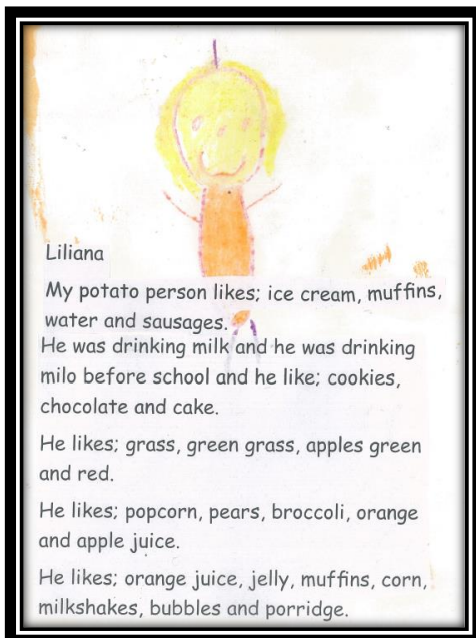 Liliana
My potato person likes; ice cream, muffins,
water and sausages.
He was drinking milk and he was drinking
milo before school and he like; cookies,
chocolate and cake.
He likes; grass, green grass, apples green
and red.
He likes; popcorn, pears, broccoli, orange
and apple juice.
He likes; orange juice, jelly, muffins, corn,
milkshakes, bubbles and porridge.